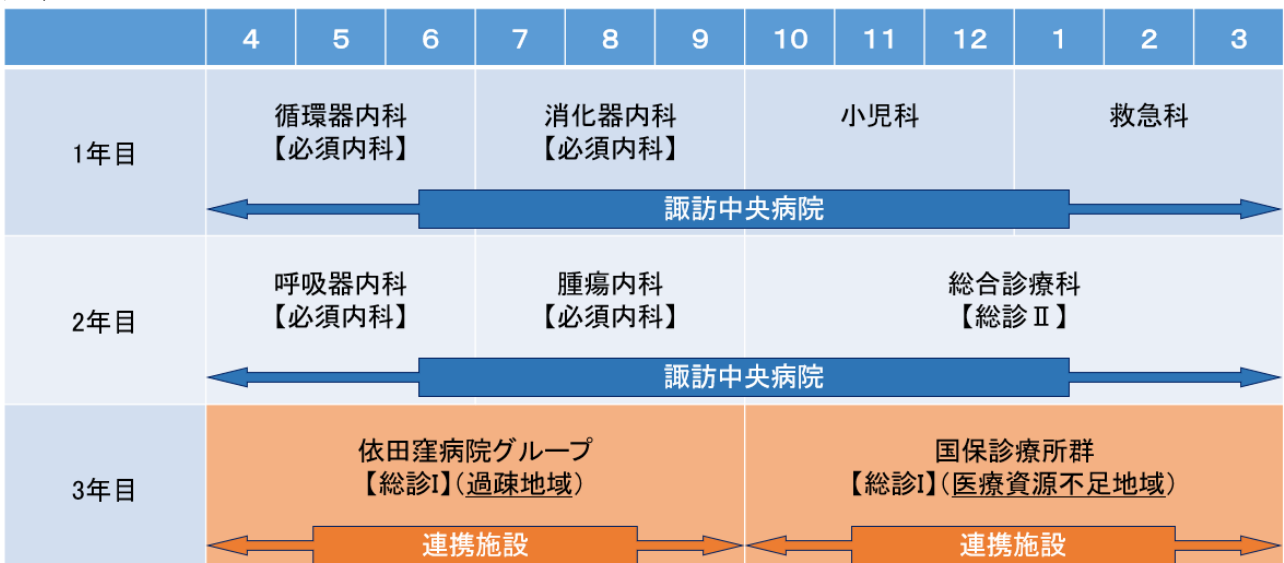 4 5 6 7 8 9 10 11 12 1 2 3
循環器内科 消化器内科 小児科 救急科
【必須内科】 【必須内科】
1年目
諏訪中央病院
呼吸器内科 腫瘍内科 総合診療科
【必須内科】 【必須内科】 【総診Ⅱ】
2年目
諏訪中央病院
依田窪病院グループ 国保診療所群
【総診I】(過疎地域) 【総診I】(医療資源不足地域)
3年目
連携施設 連携施設